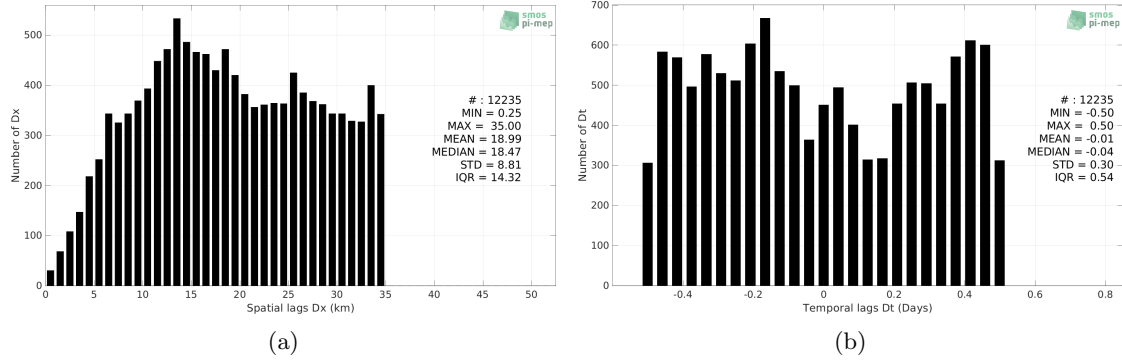 smos
pi-mep
500
400
300
200
100
0
Number of Dx
# : 12235
MIN = 0.25
MAX = 35.00
MEAN = 18.99
MEDIAN = 18.47
STD = 8.81
IQR = 14.32
0 5 10 15 20 25 30 35 40 45 50
Spatial lags Dx (km)
(a)
smos
pi-mep
700
600
500
400
300
200
100
0
Number of Dt
# : 12235
MIN = -0.50
MAX = 0.50
MEAN = -0.01
MEDIAN = -0.04
STD = 0.30
IQR = 0.54
-0.4 -0.2 0 0.2 0.4 0.6 0.8
Temporal lags Dt (Days)
(b)